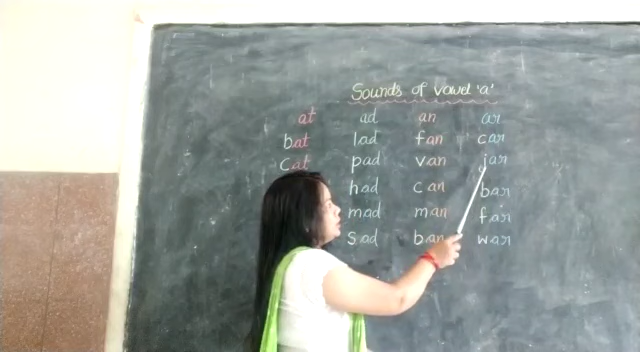 Sounds of vowel 'a'
at ad an ar
bat lad fan car
cat pad van jar
had can bar
mad man far
sad ban war